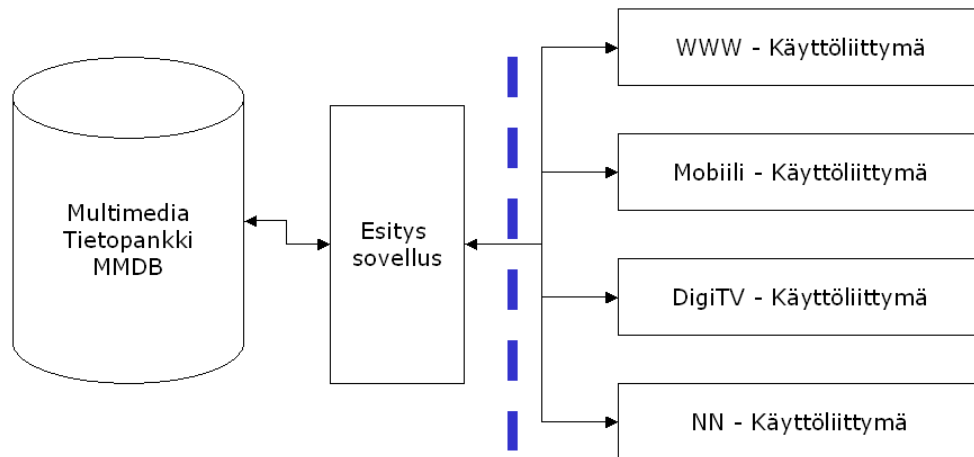 Multimedia
Tietopankki
MMDB
Esitys
sovellus
WWW - Käyttöliittymä
Mobiili - Käyttöliittymä
DigiTV - Käyttöliittymä
NN - Käyttöliittymä